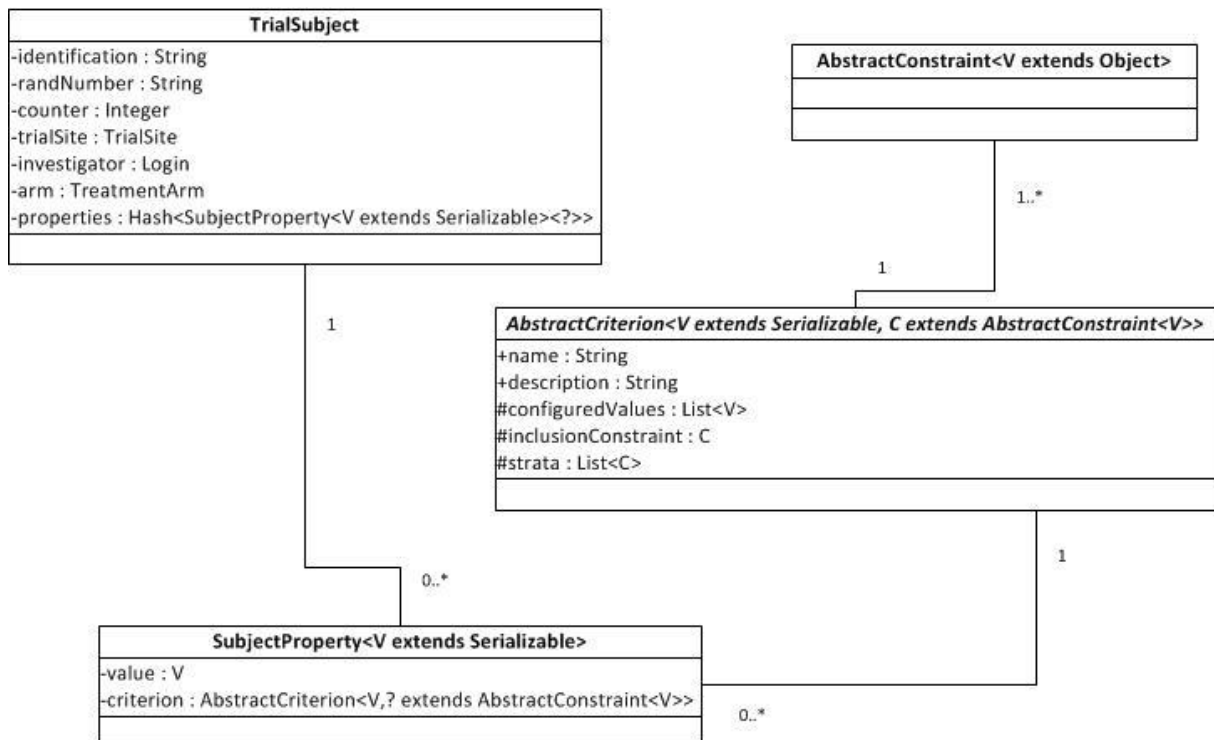 TrialSubject
-identification : String
-randNumber : String
-counter : Integer
-trialSite : TrialSite
-investigator : Login
-arm : TreatmentArm
-properties : Hash<SubjectProperty<V extends Serializable><?>>
AbstractConstraint<V extends Object>
1..*
1
AbstractCriterion<V extends Serializable, C extends AbstractConstraint<V>>
+name : String
+description : String
#configuredValues : List<V>
#inclusionConstraint : C
#strata : List<C>
1
0..*
1
SubjectProperty<V extends Serializable>
-value : V
-criterion : AbstractCriterion<V,? extends AbstractConstraint<V>>
0..*